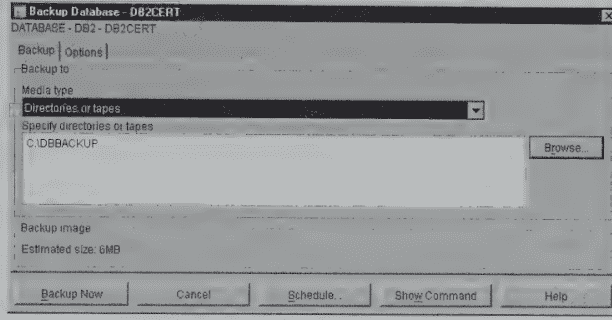 Backup Database - DB2CERT
DATABASE - DB2 - DB2CERT
Backup Options
Backup to
Media type
Directories or tapes
Specify directories or tapes
C:\DBBACKUP
Browse...
Backup image
Estimated size: 6MB
Backup Now Cancel Schedule... Show Command Help